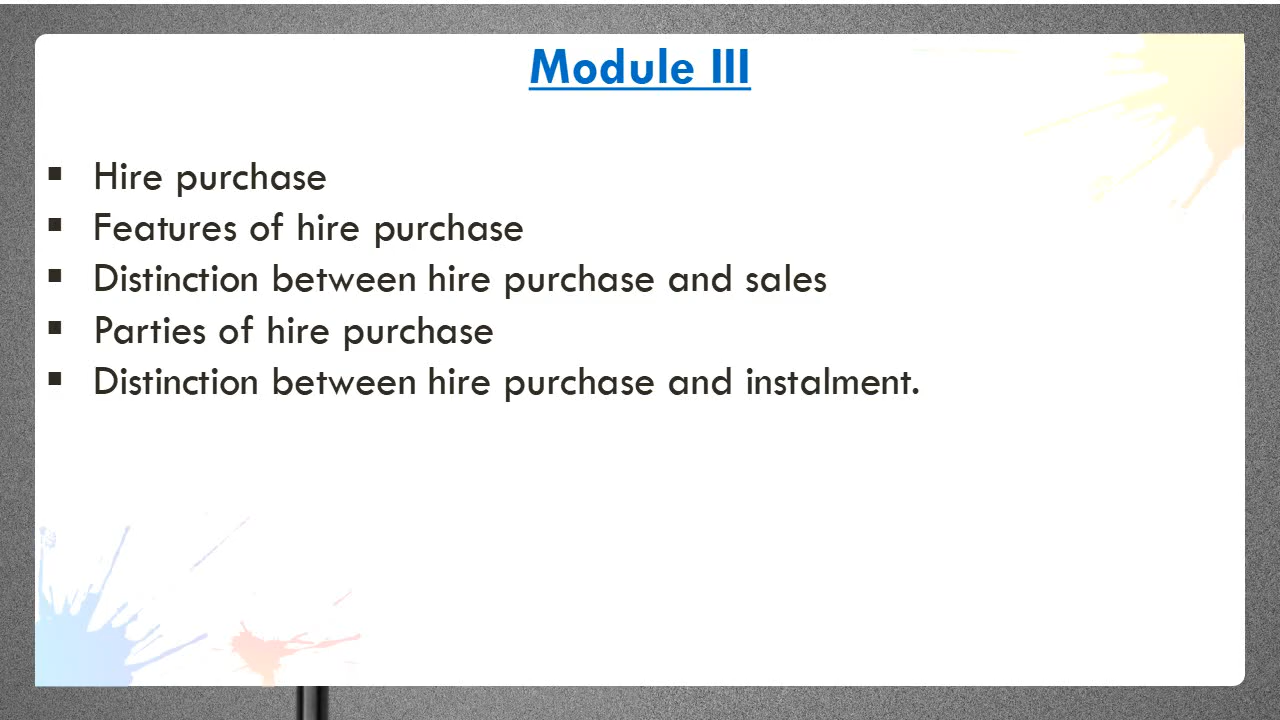 Module III
▪ Hire purchase
▪ Features of hire purchase
▪ Distinction between hire purchase and sales
▪ Parties of hire purchase
▪ Distinction between hire purchase and instalment.